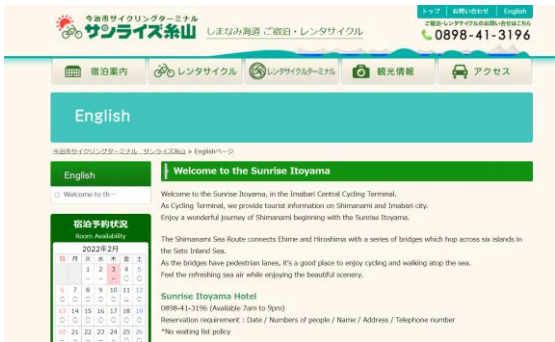 トップ お問い合わせ English
今治市サイクリングターミナル
サンライズ糸山 しまなみ海道 ご宿泊・レンタサイクル
ご宿泊・レンタサイクルのお問い合せはこちら
0898-41-3196
宿泊案内 レンタサイクル レンタサイクルターミナル 観光情報 アクセス
English
今治市サイクリングターミナル サンライズ糸山 > Englishページ
English
Welcome to th…
Welcome to the Sunrise Itoyama
Welcome to the Sunrise Itoyama, in the Imabari Central Cycling Terminal.
As Cycling Terminal, we provide tourist information on Shimanami and Imabari city.
Enjoy a wonderful journey of Shimanami beginning with the Sunrise Itoyama.
The Shimanami Sea Route connects Ehime and Hiroshima with a series of bridges which hop across six islands in
the Seto Inland Sea.
As the bridges have pedestrian lanes, it's a good place to enjoy cycling and walking atop the sea.
Feel the refreshing sea air while enjoying the beautiful scenery.
Sunrise Itoyama Hotel
0898-41-3196 (Available 7am to 9pm)
Reservation requirement : Date / Numbers of people / Name / Address / Telephone number
*No waiting list policy
宿泊予約状況
Room Availability
2022年2月
日 月 火 水 木 金 土
1 2 3 4 5
- - - ○ ○
6 7 8 9 10 11 12
13 14 15 16 17 18 19
20 21 22 23 24 25 26